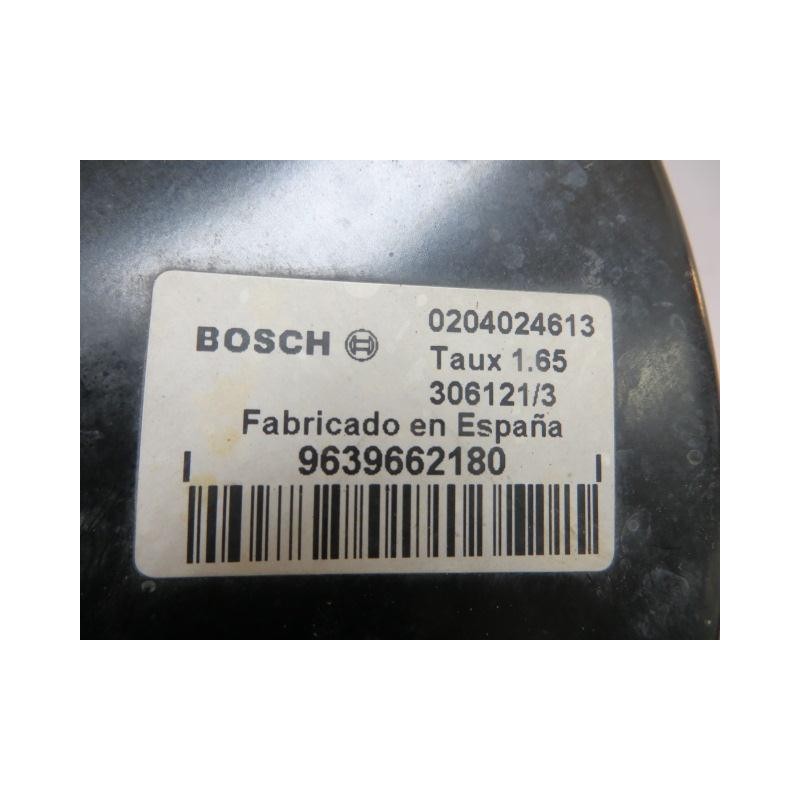 BOSCH 0204024613
Taux 1.65
306121/3
Fabricado en España
9639662180